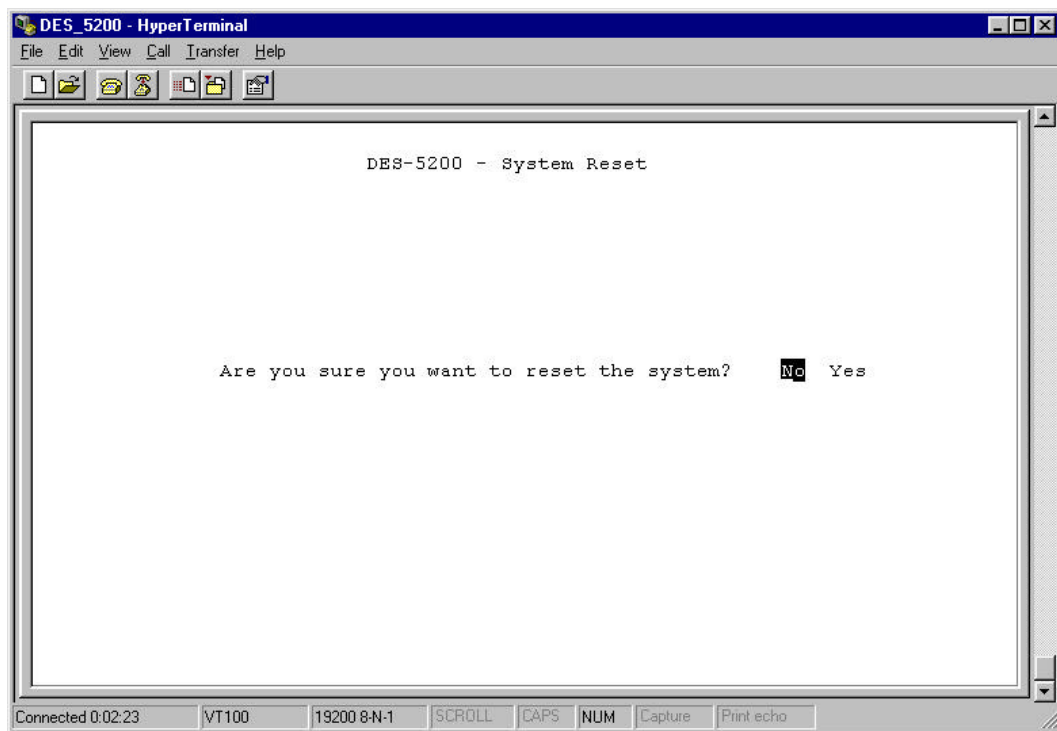 DES_5200 - HyperTerminal
File Edit View Call Transfer Help
DES-5200 - System Reset
Are you sure you want to reset the system? No Yes
Connected 0:02:23 VT100 19200 8-N-1 SCROLL CAPS NUM Capture Print echo